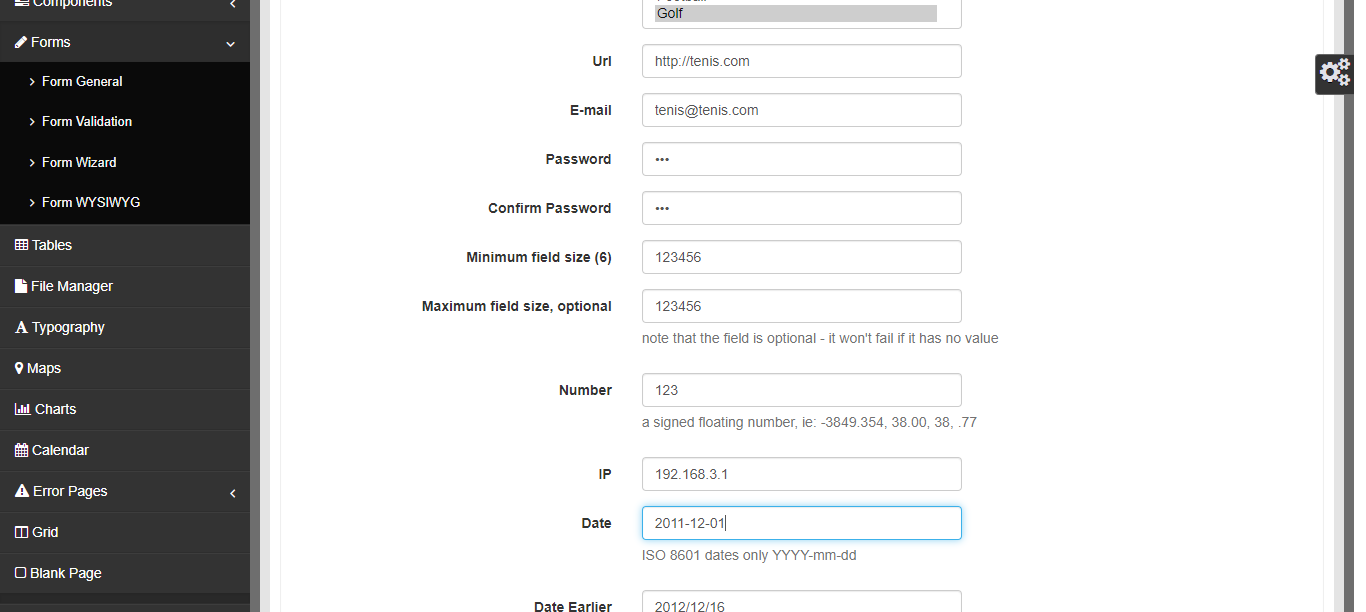 Components
Forms
Form General
Form Validation
Form Wizard
Form WYSIWYG
Tables
File Manager
Typography
Maps
Charts
Calendar
Error Pages
Grid
Blank Page
Golf
Url http://tenis.com
E-mail tenis@tenis.com
Password •••
Confirm Password •••
Minimum field size (6) 123456
Maximum field size, optional 123456
note that the field is optional - it won't fail if it has no value
Number 123
a signed floating number, ie: -3849.354, 38.00, 38, .77
IP 192.168.3.1
Date 2011-12-01
ISO 8601 dates only YYYY-mm-dd
Date Earlier 2012/12/16